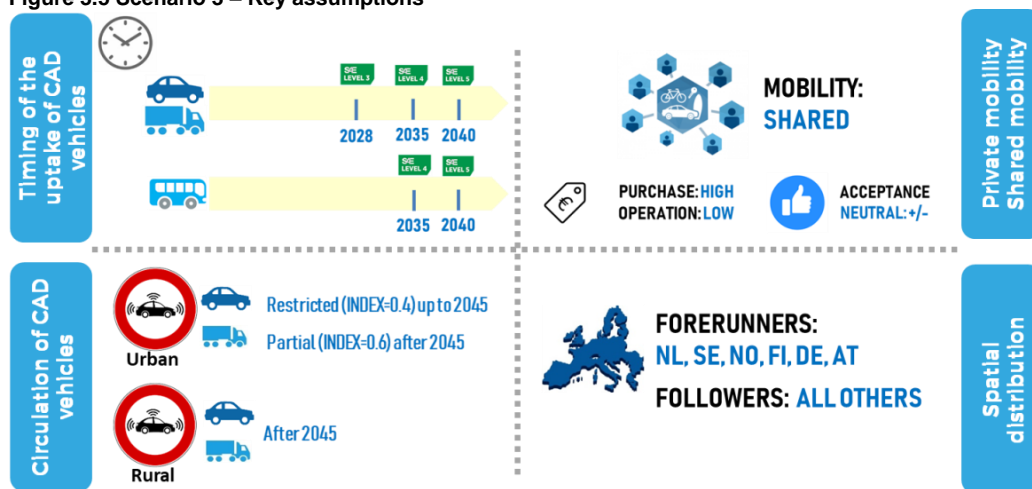 Figure 3.5 Scenario 3 – Key assumptions
Timing of the
uptake of CAD
vehicles
SAE
LEVEL 3
SAE
LEVEL 4
SAE
LEVEL 5
2028
2035
2040
SAE
LEVEL 4
SAE
LEVEL 5
2035
2040
MOBILITY:
SHARED
PURCHASE: HIGH
OPERATION: LOW
ACCEPTANCE
NEUTRAL: +/-
Private mobility
Shared mobility
Circulation of CAD
vehicles
Urban
Restricted (INDEX=0.4) up to 2045
Partial (INDEX=0.6) after 2045
Rural
After 2045
FORERUNNERS:
NL, SE, NO, FI, DE, AT
FOLLOWERS: ALL OTHERS
Spatial
distribution